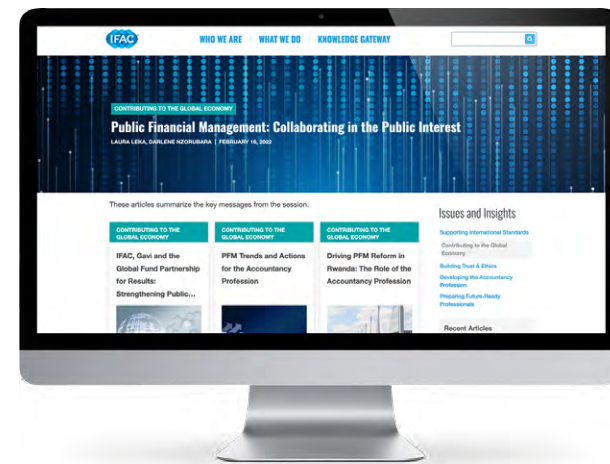 IFAC
WHO WE ARE
WHAT WE DO
KNOWLEDGE GATEWAY
CONTRIBUTING TO THE GLOBAL ECONOMY
Public Financial Management: Collaborating in the Public Interest
LAURA LEKA, DARLENE NZORUBARA | FEBRUARY 16, 2022
These articles summarize the key messages from the session.
CONTRIBUTING TO THE
GLOBAL ECONOMY
IFAC, Gavi and the
Global Fund Partnership
for Results:
Strengthening Public...
CONTRIBUTING TO THE
GLOBAL ECONOMY
PFM Trends and Actions
for the Accountancy
Profession
CONTRIBUTING TO THE
GLOBAL ECONOMY
Driving PFM Reform in
Rwanda: The Role of the
Accountancy Profession
Issues and Insights
Supporting International Standards
Contributing to the Global
Economy
Building Trust & Ethics
Developing the Accountancy
Profession
Preparing Future-Ready
Professionals
Recent Articles